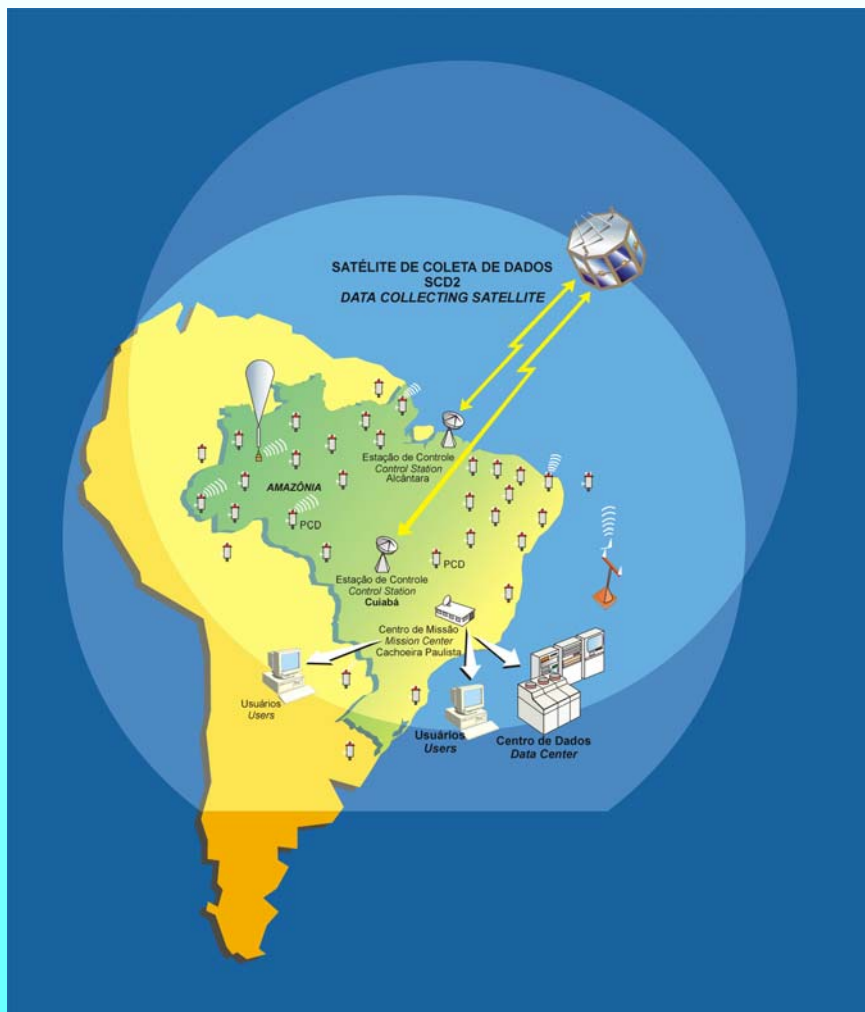 SATÉLITE DE COLETA DE DADOS
SCD2
DATA COLLECTING SATELLITE
Estação de Controle
Control Station
Alcântara
AMAZÔNIA
PCD
PCD
Estação de Controle
Control Station
Cuiabá
Centro de Missão
Mission Center
Cachoeira Paulista
Usuários
Users
Usuários
Users
Centro de Dados
Data Center